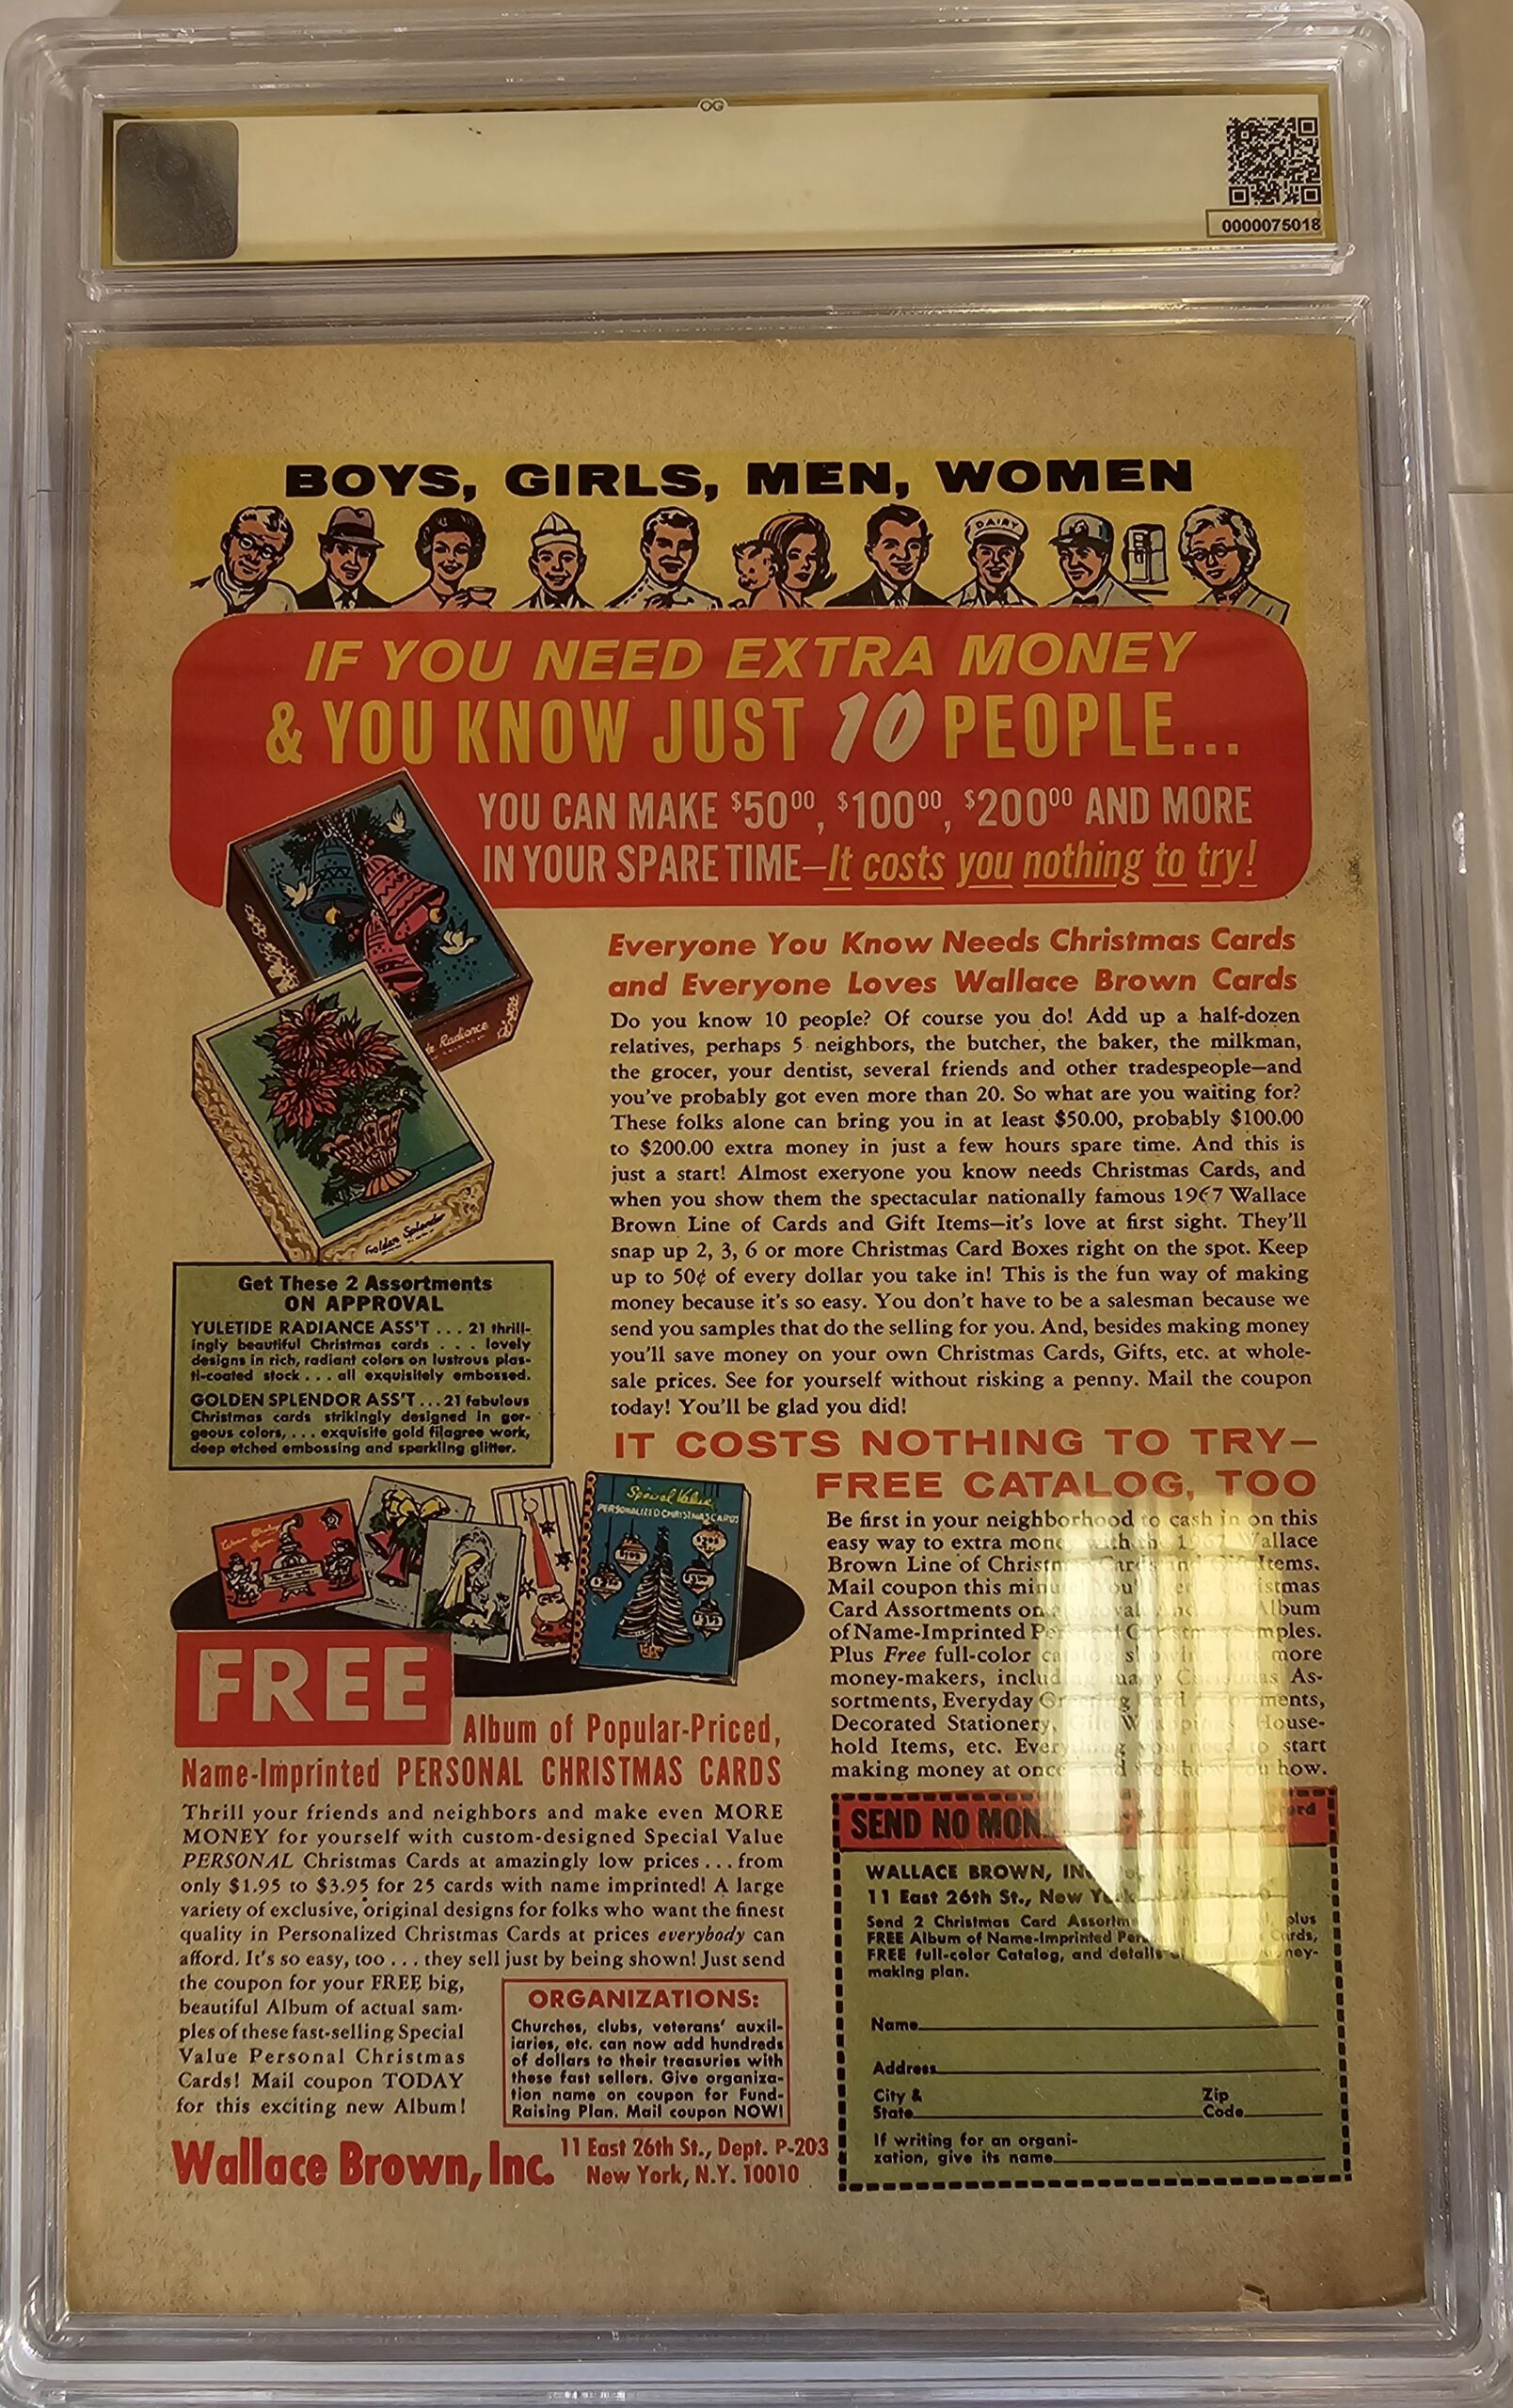 OG
0000075018
BOYS, GIRLS, MEN, WOMEN
DAIRY
IF YOU NEED EXTRA MONEY
& YOU KNOW JUST 10 PEOPLE...
YOU CAN MAKE $50⁰⁰, $100⁰⁰, $200⁰⁰ AND MORE
IN YOUR SPARE TIME—It costs you nothing to try!
Radiance
Golden Splendor
Everyone You Know Needs Christmas Cards
and Everyone Loves Wallace Brown Cards
Do you know 10 people? Of course you do! Add up a half-dozen
relatives, perhaps 5 neighbors, the butcher, the baker, the milkman,
the grocer, your dentist, several friends and other tradespeople—and
you've probably got even more than 20. So what are you waiting for?
These folks alone can bring you in at least $50.00, probably $100.00
to $200.00 extra money in just a few hours spare time. And this is
just a start! Almost exeryone you know needs Christmas Cards, and
when you show them the spectacular nationally famous 1967 Wallace
Brown Line of Cards and Gift Items—it's love at first sight. They'll
snap up 2, 3, 6 or more Christmas Card Boxes right on the spot. Keep
up to 50¢ of every dollar you take in! This is the fun way of making
money because it's so easy. You don't have to be a salesman because we
send you samples that do the selling for you. And, besides making money
you'll save money on your own Christmas Cards, Gifts, etc. at whole-
sale prices. See for yourself without risking a penny. Mail the coupon
today! You'll be glad you did!
Get These 2 Assortments
ON APPROVAL
YULETIDE RADIANCE ASS'T . . . 21 thrill-
ingly beautiful Christmas cards . . . lovely
designs in rich, radiant colors on lustrous plas-
ti-coated stock . . . all exquisitely embossed.
GOLDEN SPLENDOR ASS'T . . . 21 fabulous
Christmas cards strikingly designed in gor-
geous colors, . . . exquisite gold filagree work,
deep etched embossing and sparkling glitter.
IT COSTS NOTHING TO TRY—
FREE CATALOG, TOO
Be first in your neighborhood to cash in on this
easy way to extra Wallace
Brown Line of Items.
Mail coupon this
Card Assortments Album
of Name-Imprinted
Plus Free full-color more
money-makers, As-
sortments, Everyday
Decorated Stationery, House-
hold Items, etc. to start
making money at how.
Special Value
PERSONALIZED CHRISTMAS CARDS
FREE
Album of Popular-Priced,
Name-Imprinted PERSONAL CHRISTMAS CARDS
Thrill your friends and neighbors and make even MORE
MONEY for yourself with custom-designed Special Value
PERSONAL Christmas Cards at amazingly low prices . . . from
only $1.95 to $3.95 for 25 cards with name imprinted! A large
variety of exclusive, original designs for folks who want the finest
quality in Personalized Christmas Cards at prices everybody can
afford. It's so easy, too . . . they sell just by being shown! Just send
the coupon for your FREE big,
beautiful Album of actual sam-
ples of these fast-selling Special
Value Personal Christmas
Cards! Mail coupon TODAY
for this exciting new Album!
ORGANIZATIONS:
Churches, clubs, veterans' auxil-
iaries, etc. can now add hundreds
of dollars to their treasuries with
these fast sellers. Give organiza-
tion name on coupon for Fund-
Raising Plan. Mail coupon NOW!
Wallace Brown, Inc.
11 East 26th St., Dept. P-203
New York, N.Y. 10010
SEND NO
WALLACE BROWN,
11 East 26th St., New
Send 2 Christmas Card plus
FREE Album of Name-Imprinted Cards,
FREE full-color Catalog, and details
making plan.
Name
Address
City &
State
Zip
Code
If writing for an organi-
zation, give its name